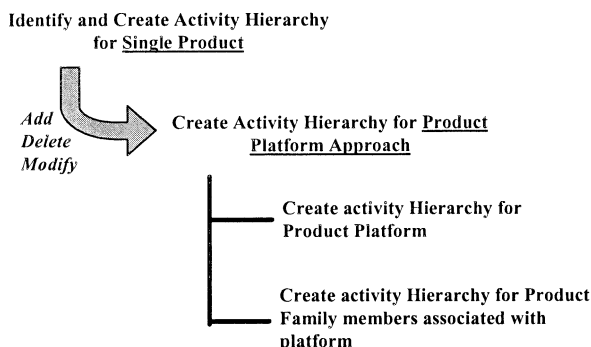 Identify and Create Activity Hierarchy
for Single Product
Add
Delete
Modify
Create Activity Hierarchy for Product
Platform Approach
Create activity Hierarchy for
Product Platform
Create activity Hierarchy for Product
Family members associated with
platform